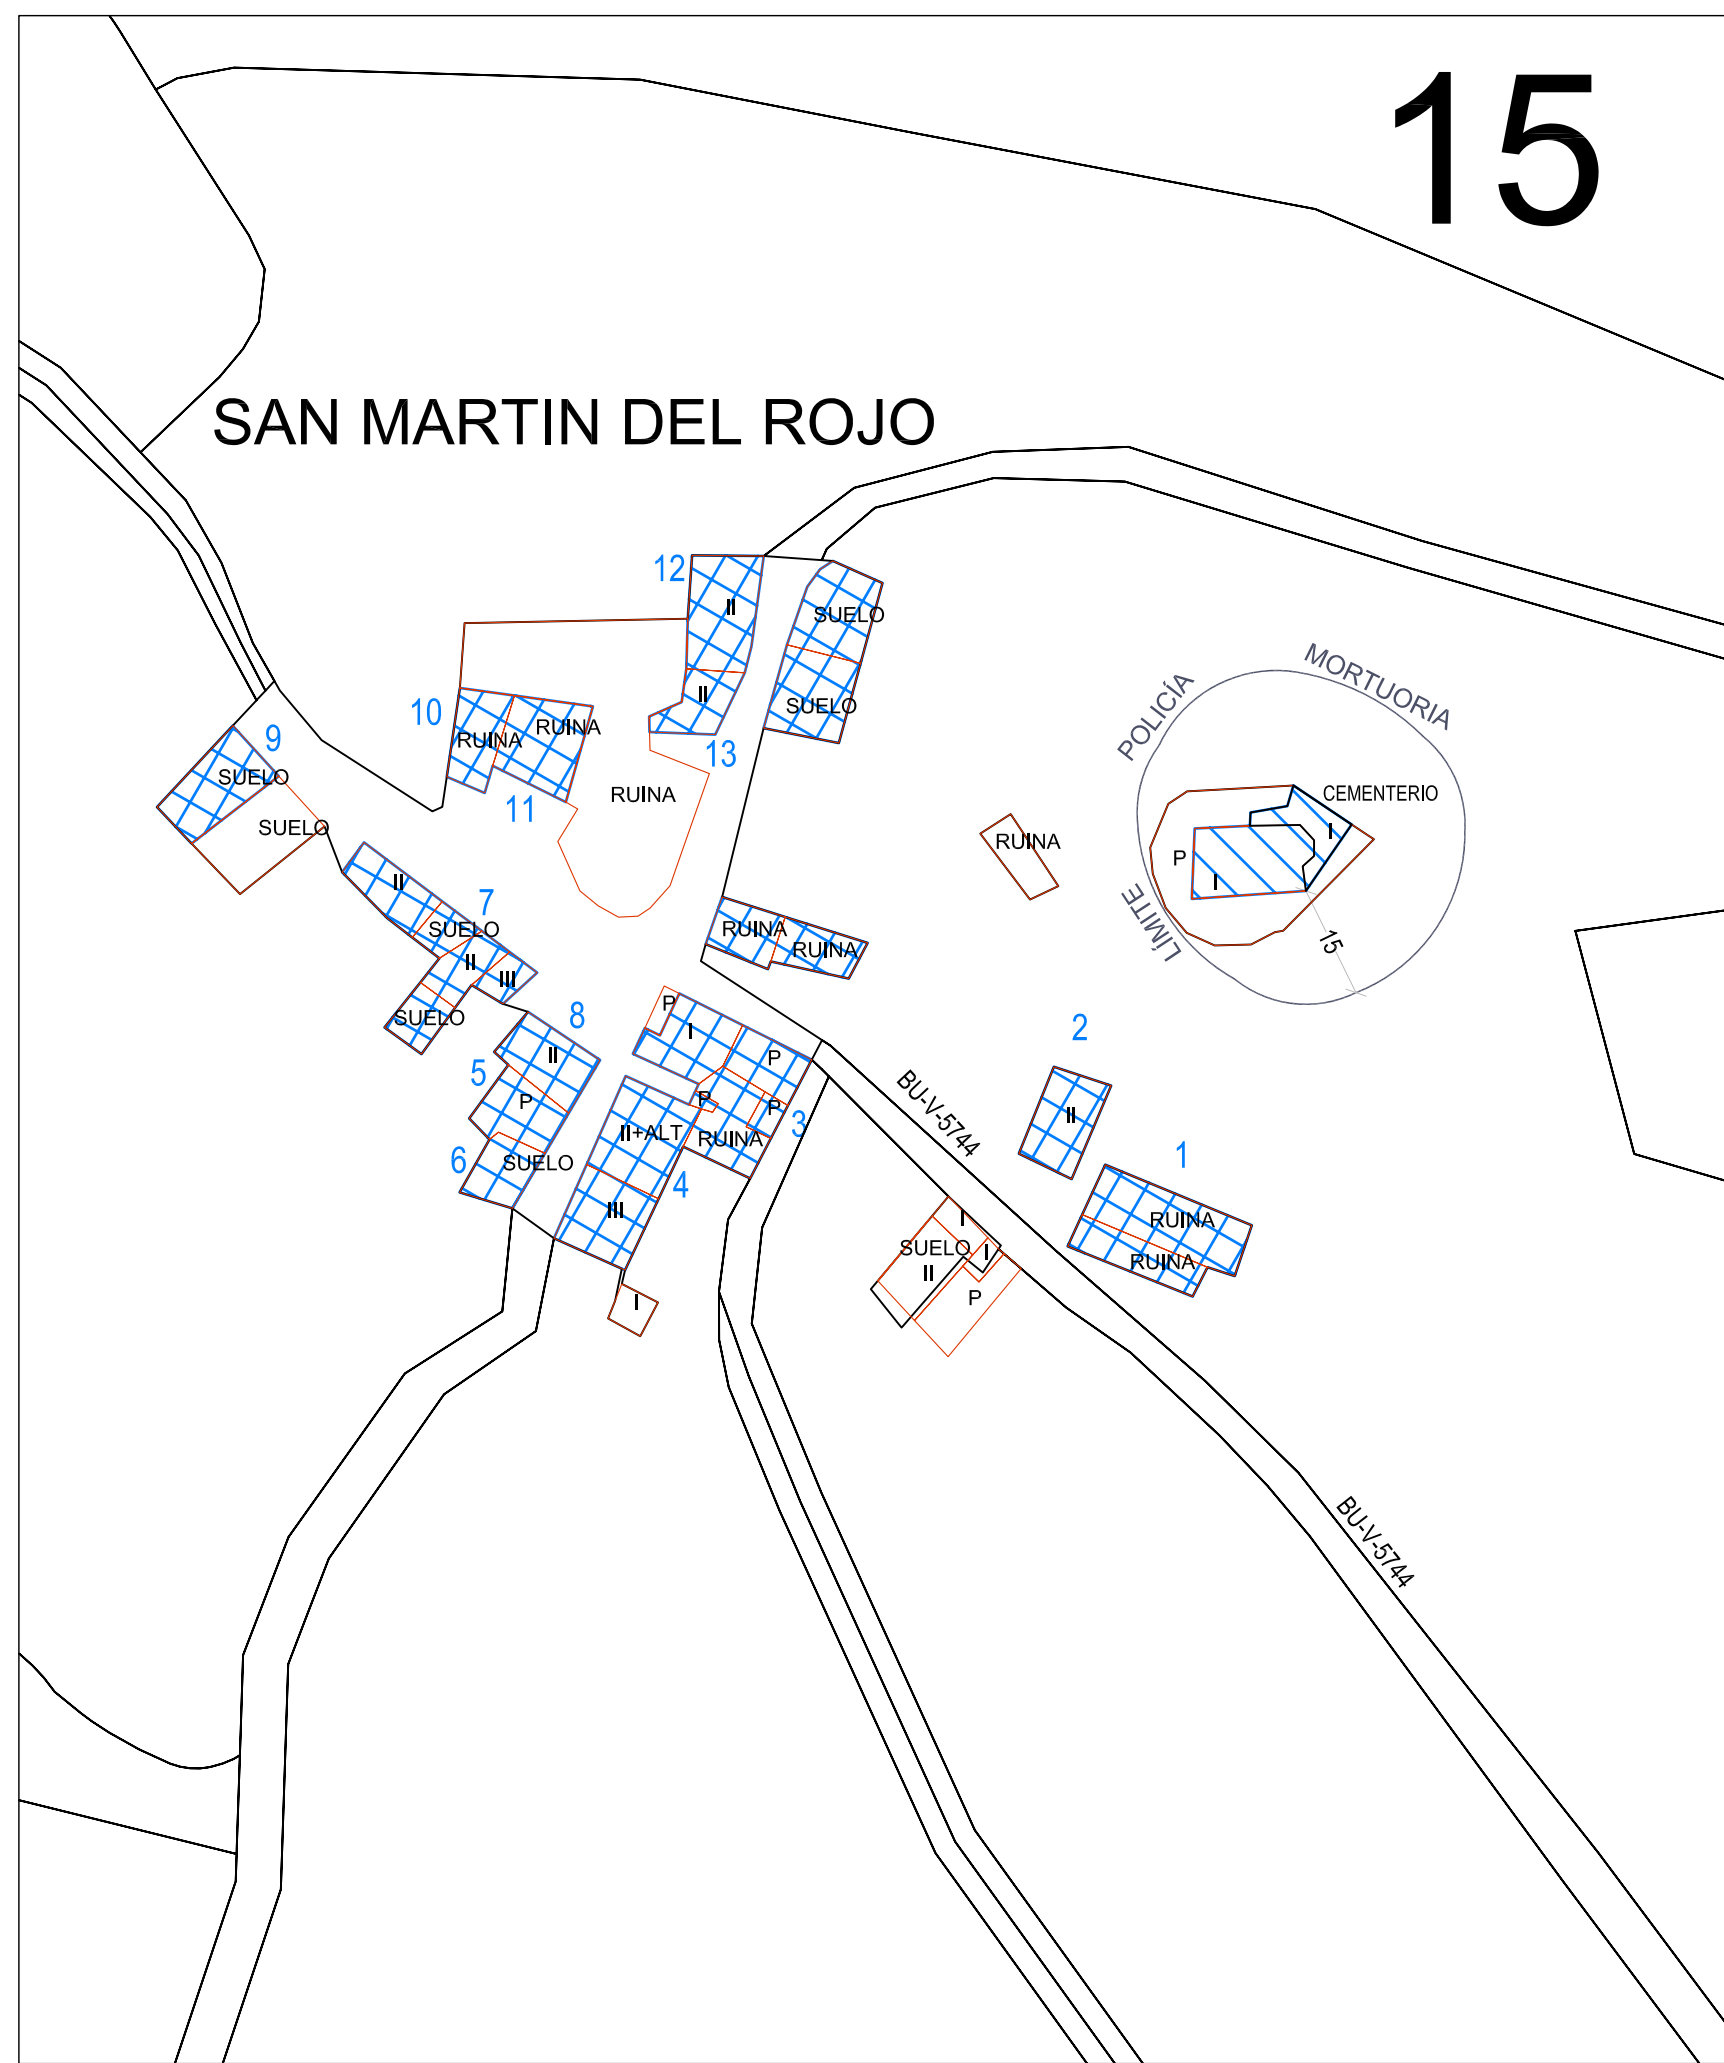 15
SAN MARTIN DEL ROJO
12
II
SUELO
II
SUELO
13
10
RUINA
RUINA
11
RUINA
9
SUELO
SUELO
POLICÍA
MORTUORIA
LÍMITE
CEMENTERIO
I
P
I
15
RUINA
II
7
SUELO
II
III
SUELO
RUINA
RUINA
8
II
5
P
6
SUELO
P
I
P
P
P
3
II+ALT
RUINA
4
III
I
BU-V-5744
2
II
1
RUINA
RUINA
I
SUELO
I
II
P
BU-V-5744